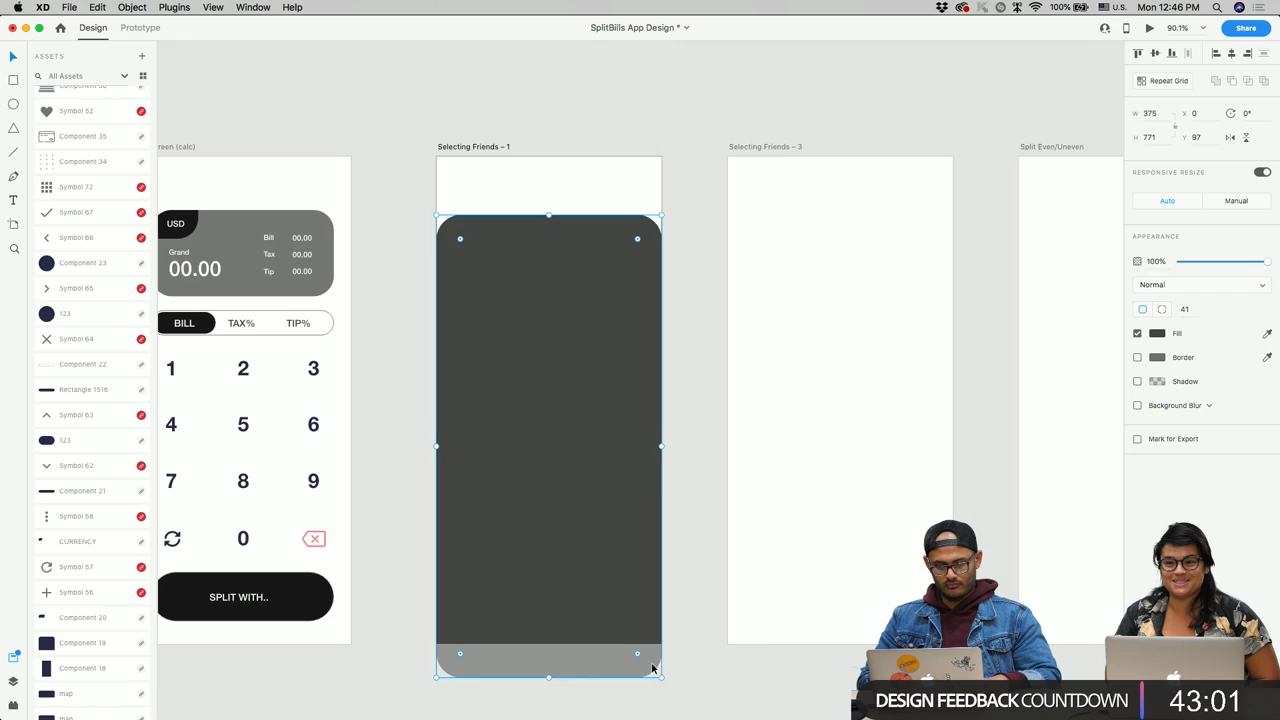 XD File Edit Object Plugins View Window Help
100% U.S. Mon 12:46 PM
Design Prototype
SplitBills App Design *
90.1% Share
ASSETS
All Assets
Symbol 52
Component 35
Component 34
Symbol 72
Symbol 67
Symbol 66
Component 23
Symbol 65
123
Symbol 64
Component 22
Rectangle 1516
Symbol 63
123
Symbol 62
Component 21
Symbol 58
CURRENCY
Symbol 57
Symbol 56
Component 20
Component 19
Component 18
map
map
reen (calc)
USD
Bill 00.00
Grand
Tax 00.00
00.00
Tip 00.00
BILL TAX% TIP%
1 2 3
4 5 6
7 8 9
0
SPLIT WITH..
Selecting Friends – 1
Selecting Friends – 3
Split Even/Uneven
Repeat Grid
W 375 X 0 0°
H 771 Y 97
RESPONSIVE RESIZE
Auto Manual
APPEARANCE
100%
Normal
41
Fill
Border
Shadow
Background Blur
Mark for Export
DESIGN FEEDBACK COUNTDOWN 43:01